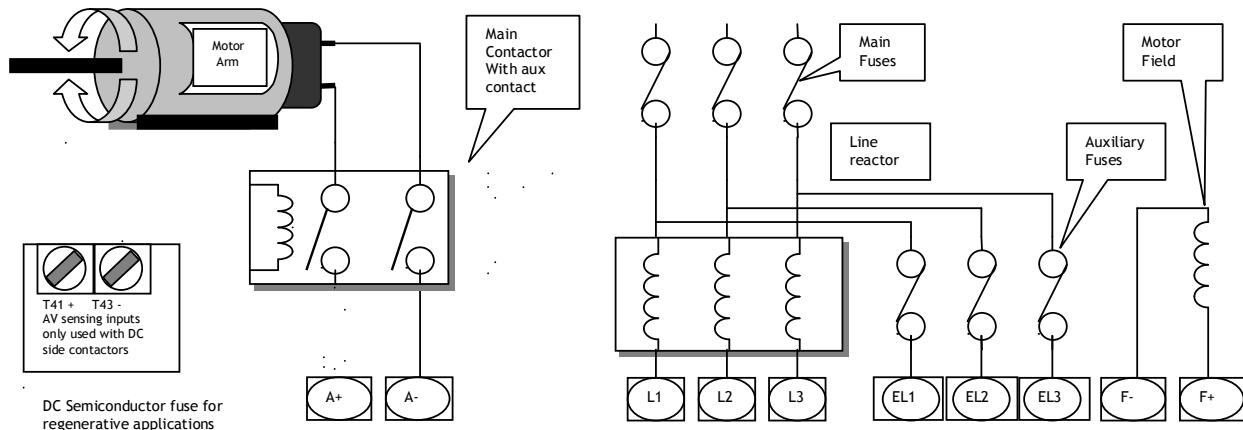 Motor
Arm
Main
Contactor
With aux
contact
Main
Fuses
Motor
Field
Line
reactor
Auxiliary
Fuses
T41 + T43 -
AV sensing inputs
only used with DC
side contactors
A+ A- L1 L2 L3 EL1 EL2 EL3 F- F+
DC Semiconductor fuse for
regenerative applications